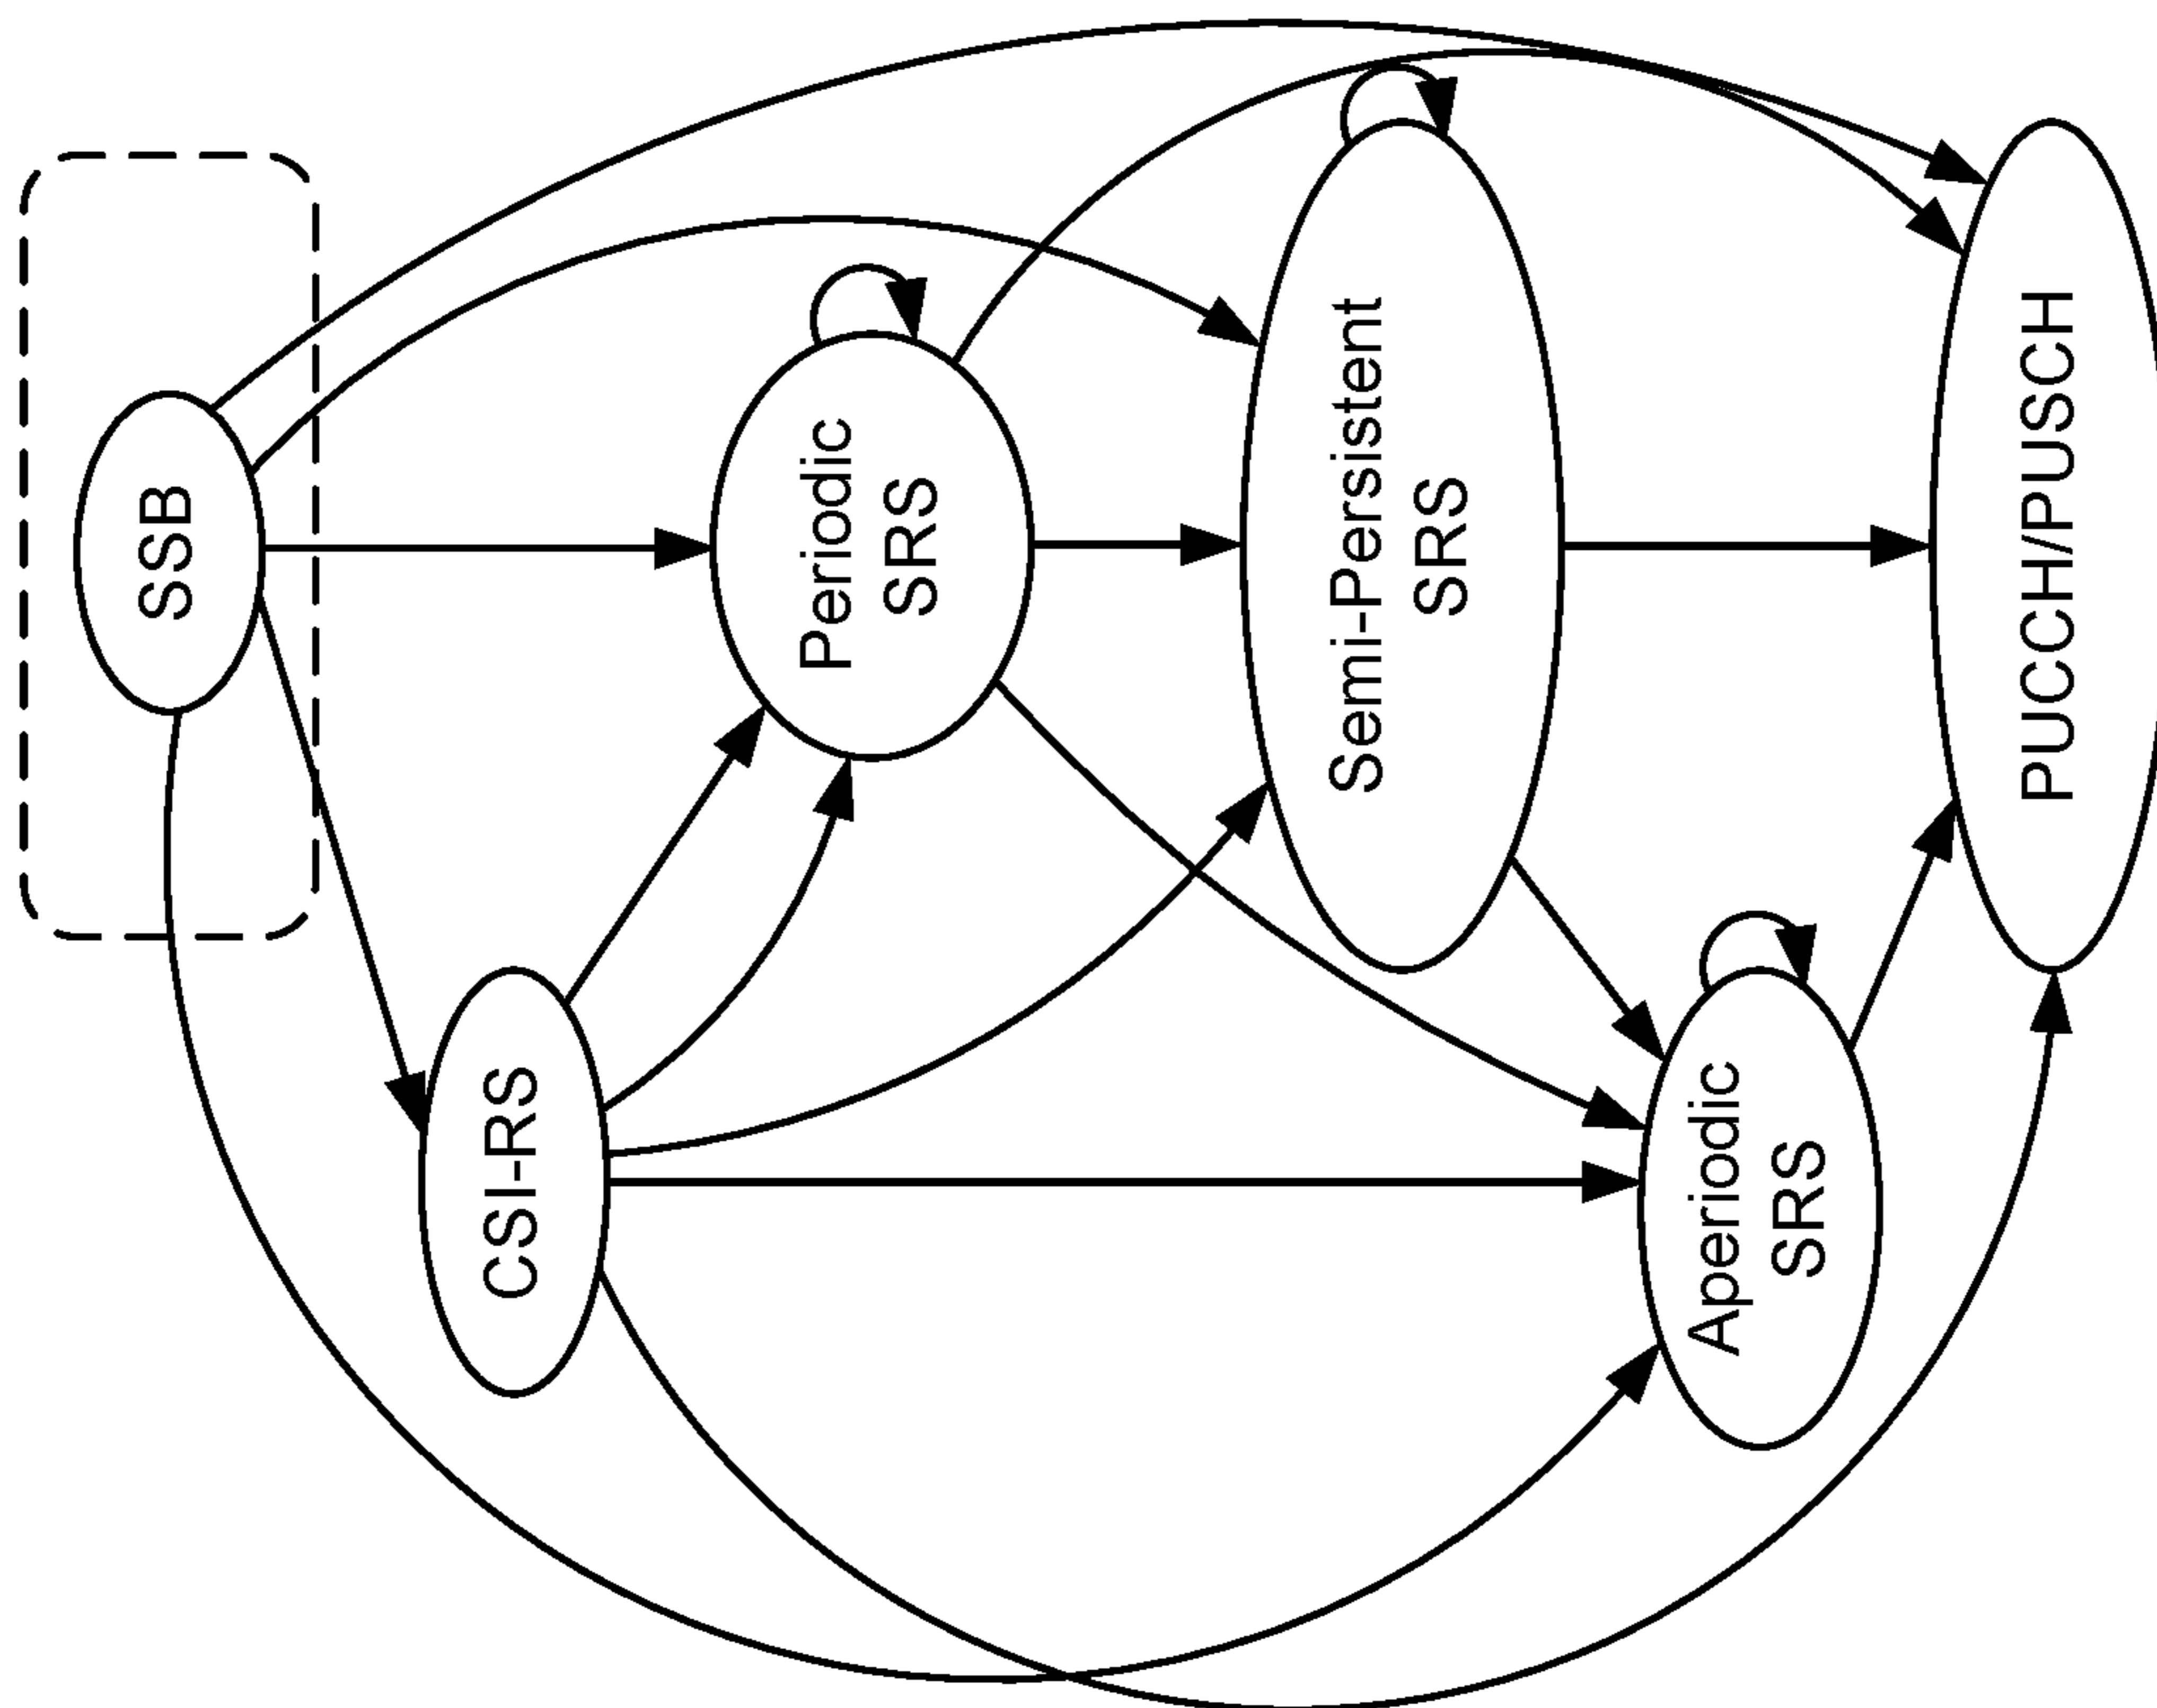 SSB
CSI-RS
Periodic
SRS
Semi-Persistent
SRS
Aperiodic
SRS
PUCCH/PUSCH